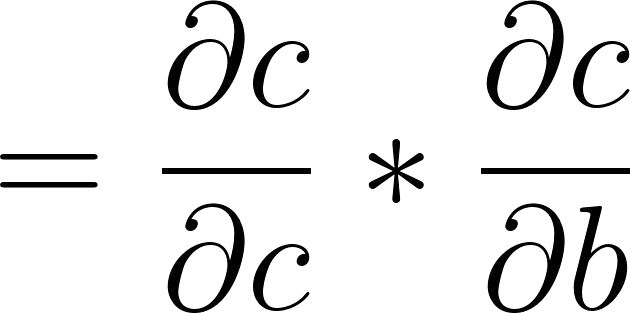 = ∂c/∂c * ∂c/∂b